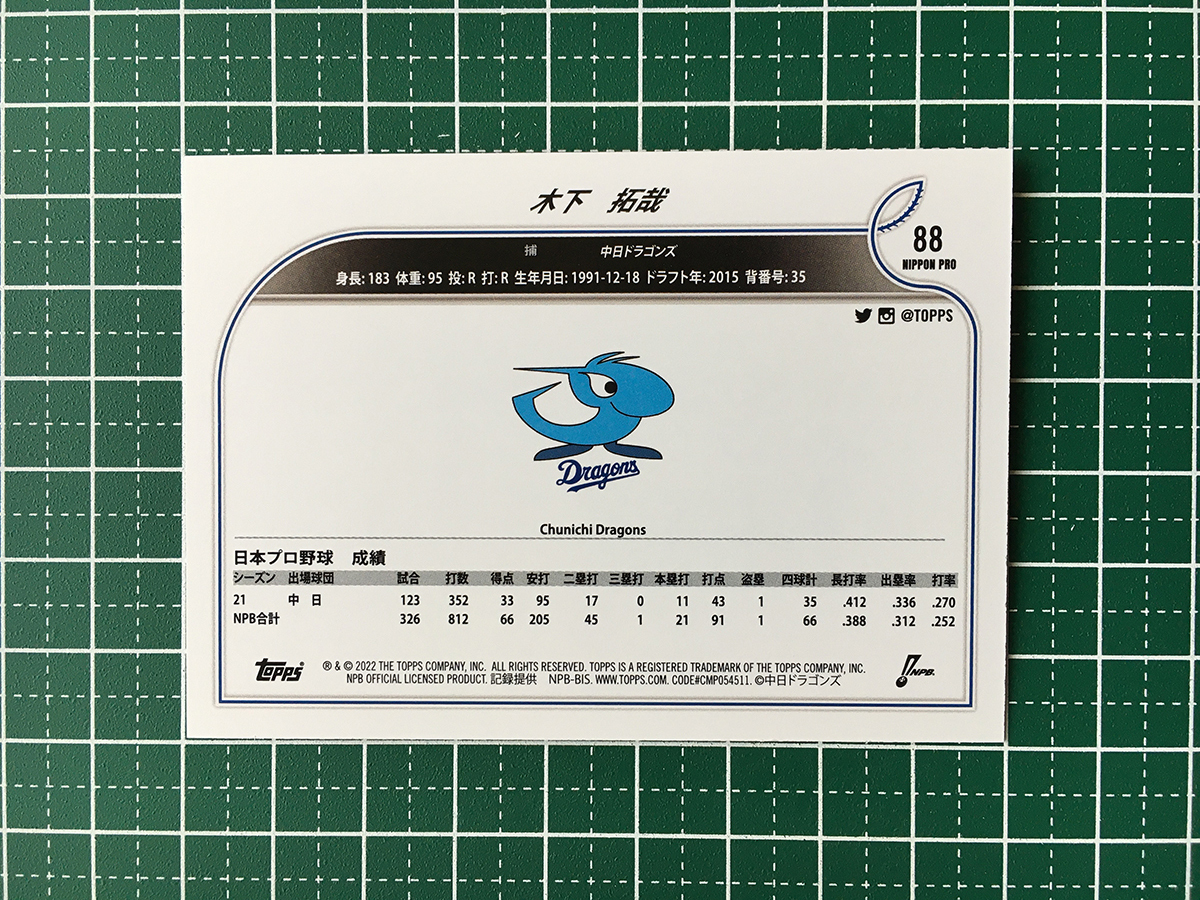 木下 拓哉
88
NIPPON PRO
捕 中日ドラゴンズ
身長: 183 体重: 95 投: R 打: R 生年月日: 1991-12-18 ドラフト年: 2015 背番号: 35
@TOPPS
Dragons
Chunichi Dragons
日本プロ野球 成績
シーズン 出場球団 試合 打数 得点 安打 二塁打 三塁打 本塁打 打点 盗塁 四球計 長打率 出塁率 打率
21 中 日 123 352 33 95 17 0 11 43 1 35 .412 .336 .270
NPB合計 326 812 66 205 45 1 21 91 1 66 .388 .312 .252
topps
® & © 2022 THE TOPPS COMPANY, INC. ALL RIGHTS RESERVED. TOPPS IS A REGISTERED TRADEMARK OF THE TOPPS COMPANY, INC.
NPB OFFICIAL LICENSED PRODUCT. 記録提供 NPB-BIS. WWW.TOPPS.COM. CODE#CMP054511. ©中日ドラゴンズ
NPB.